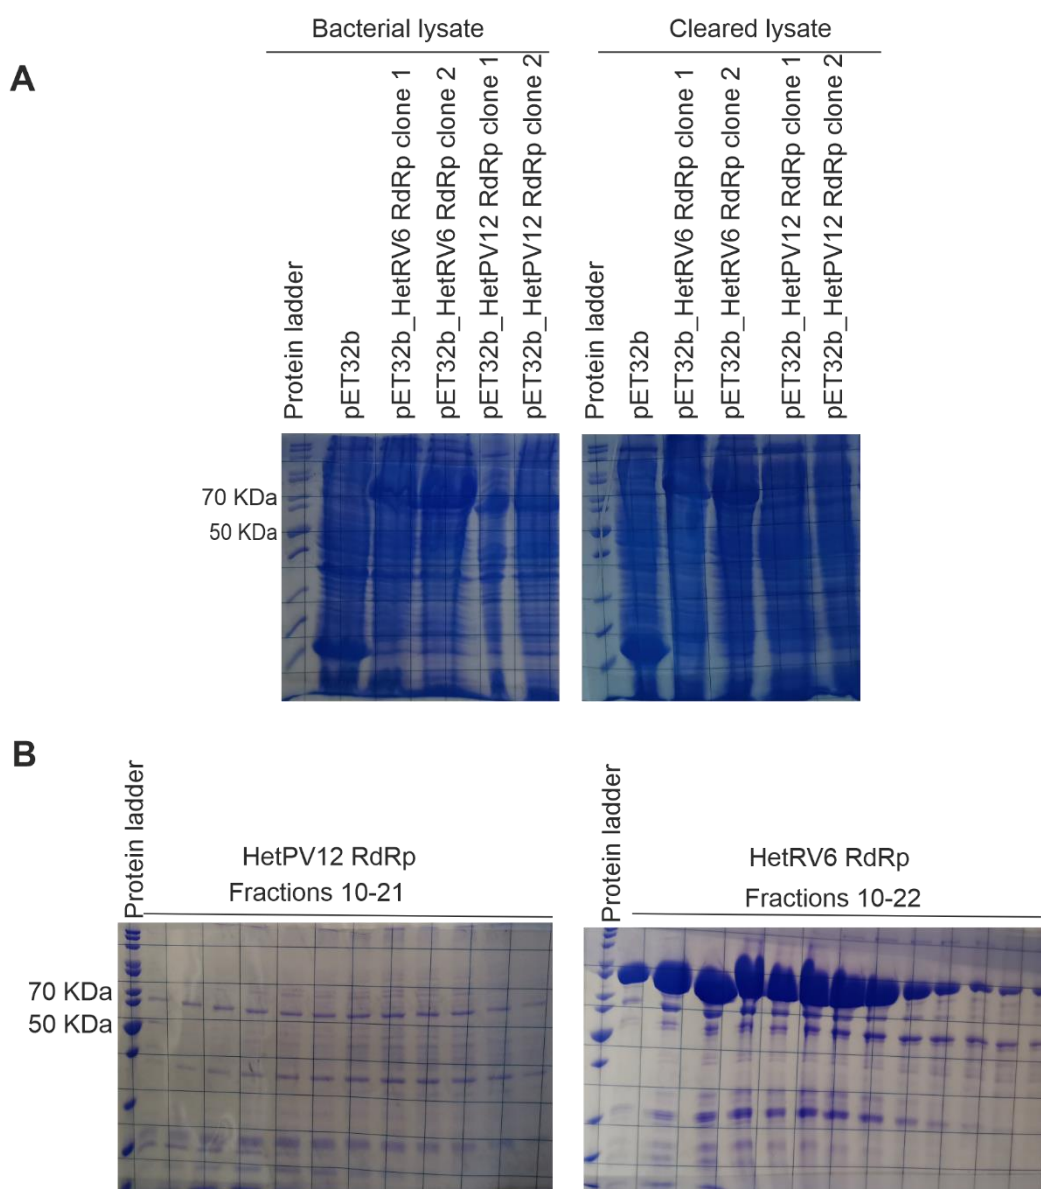 Bacterial lysate
Cleared lysate
A
Protein ladder
pET32b
pET32b_HetRV6 RdRp clone 1
pET32b_HetRV6 RdRp clone 2
pET32b_HetPV12 RdRp clone 1
pET32b_HetPV12 RdRp clone 2
Protein ladder
pET32b
pET32b_HetRV6 RdRp clone 1
pET32b_HetRV6 RdRp clone 2
pET32b_HetPV12 RdRp clone 1
pET32b_HetPV12 RdRp clone 2
70 KDa
50 KDa
B
Protein ladder
HetPV12 RdRp
Fractions 10-21
Protein ladder
HetRV6 RdRp
Fractions 10-22
70 KDa
50 KDa